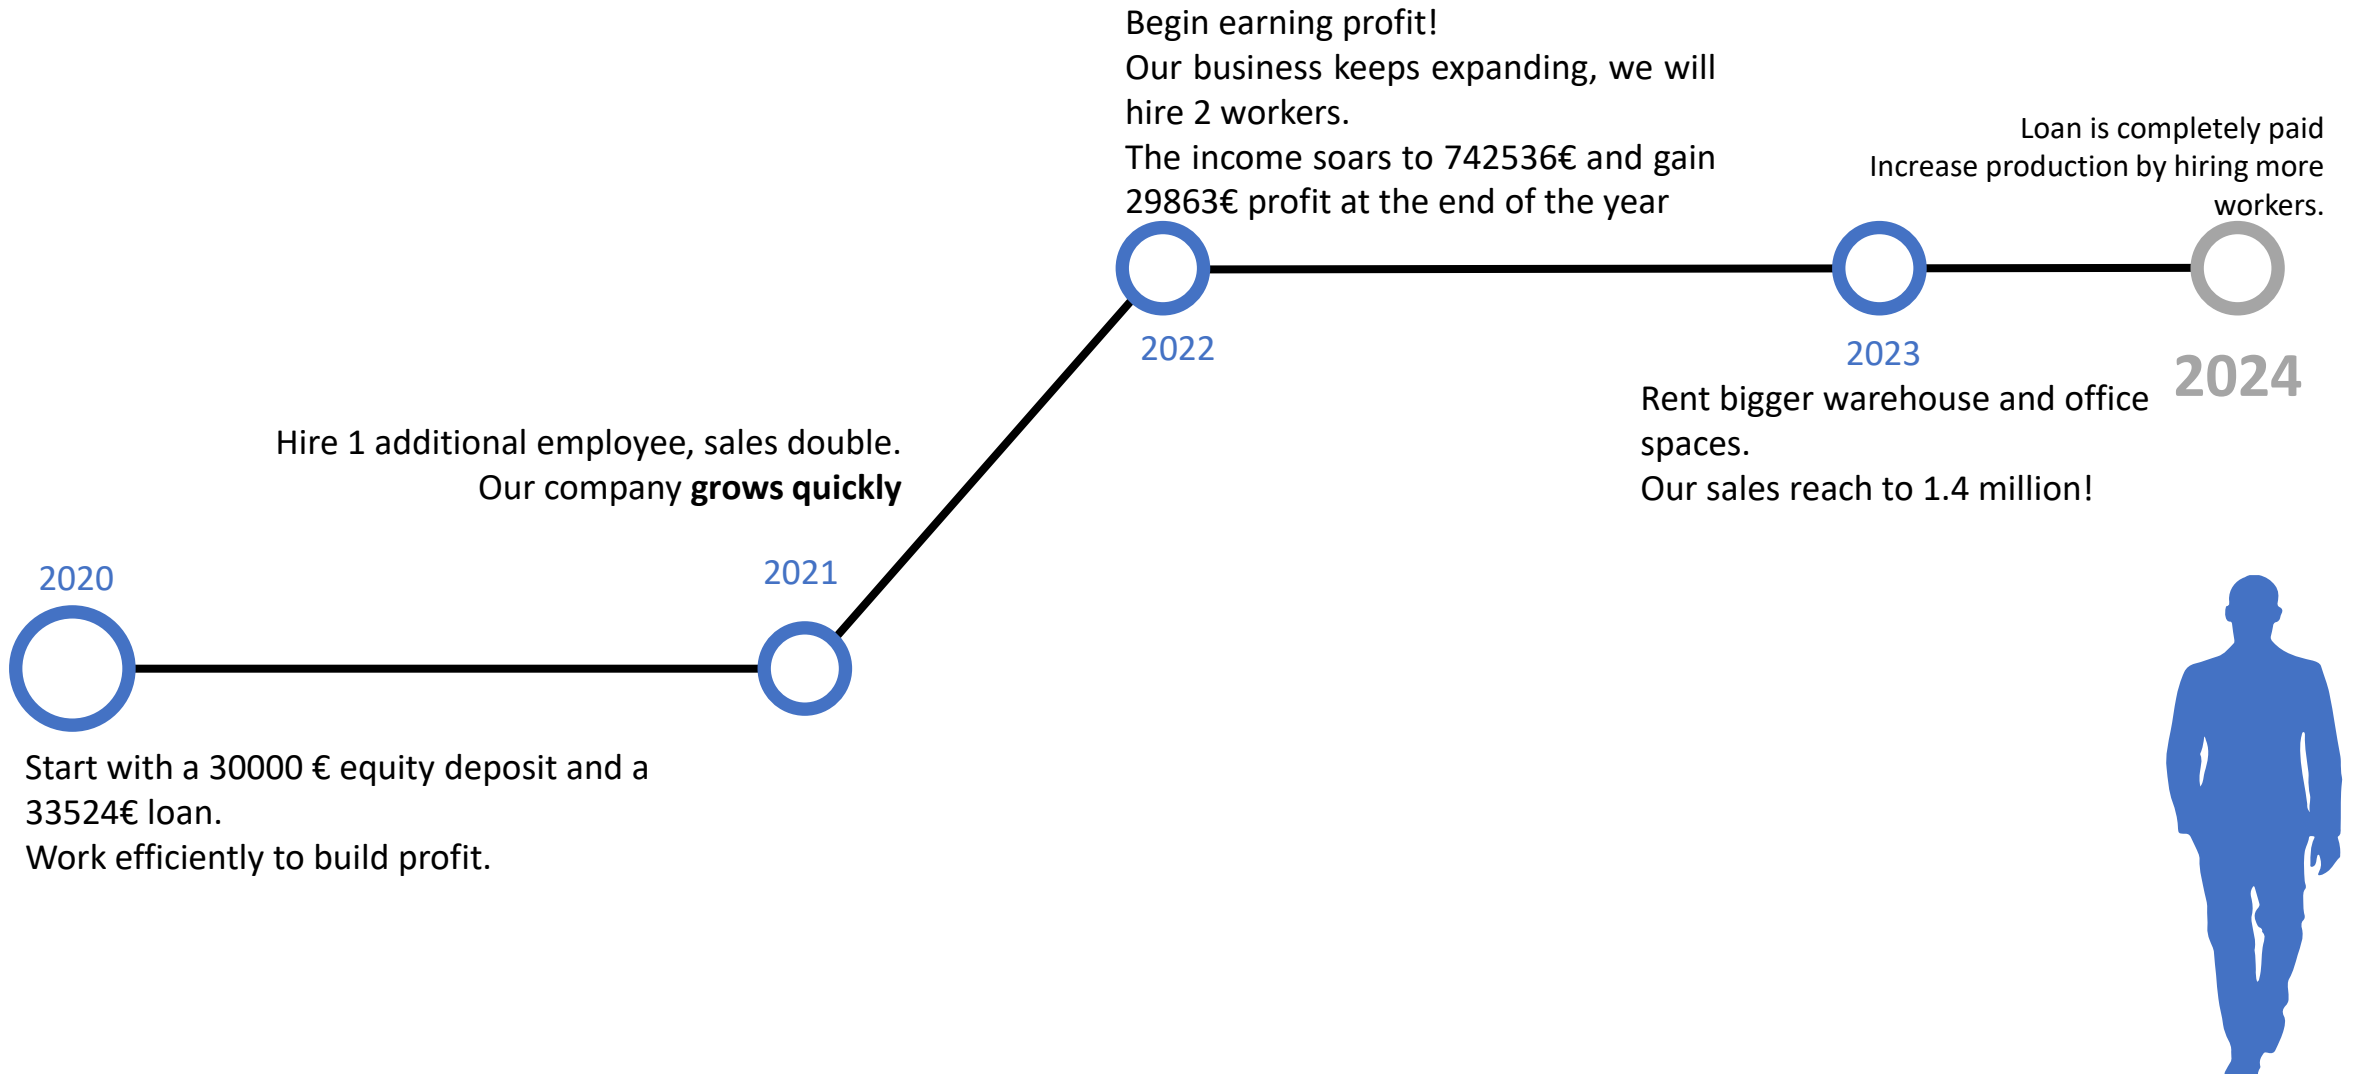 2020
Start with a 30000 € equity deposit and a
33524€ loan.
Work efficiently to build profit.
Hire 1 additional employee, sales double.
Our company grows quickly
2021
Begin earning profit!
Our business keeps expanding, we will
hire 2 workers.
The income soars to 742536€ and gain
29863€ profit at the end of the year
2022
2023
Rent bigger warehouse and office
spaces.
Our sales reach to 1.4 million!
Loan is completely paid
Increase production by hiring more
workers.
2024